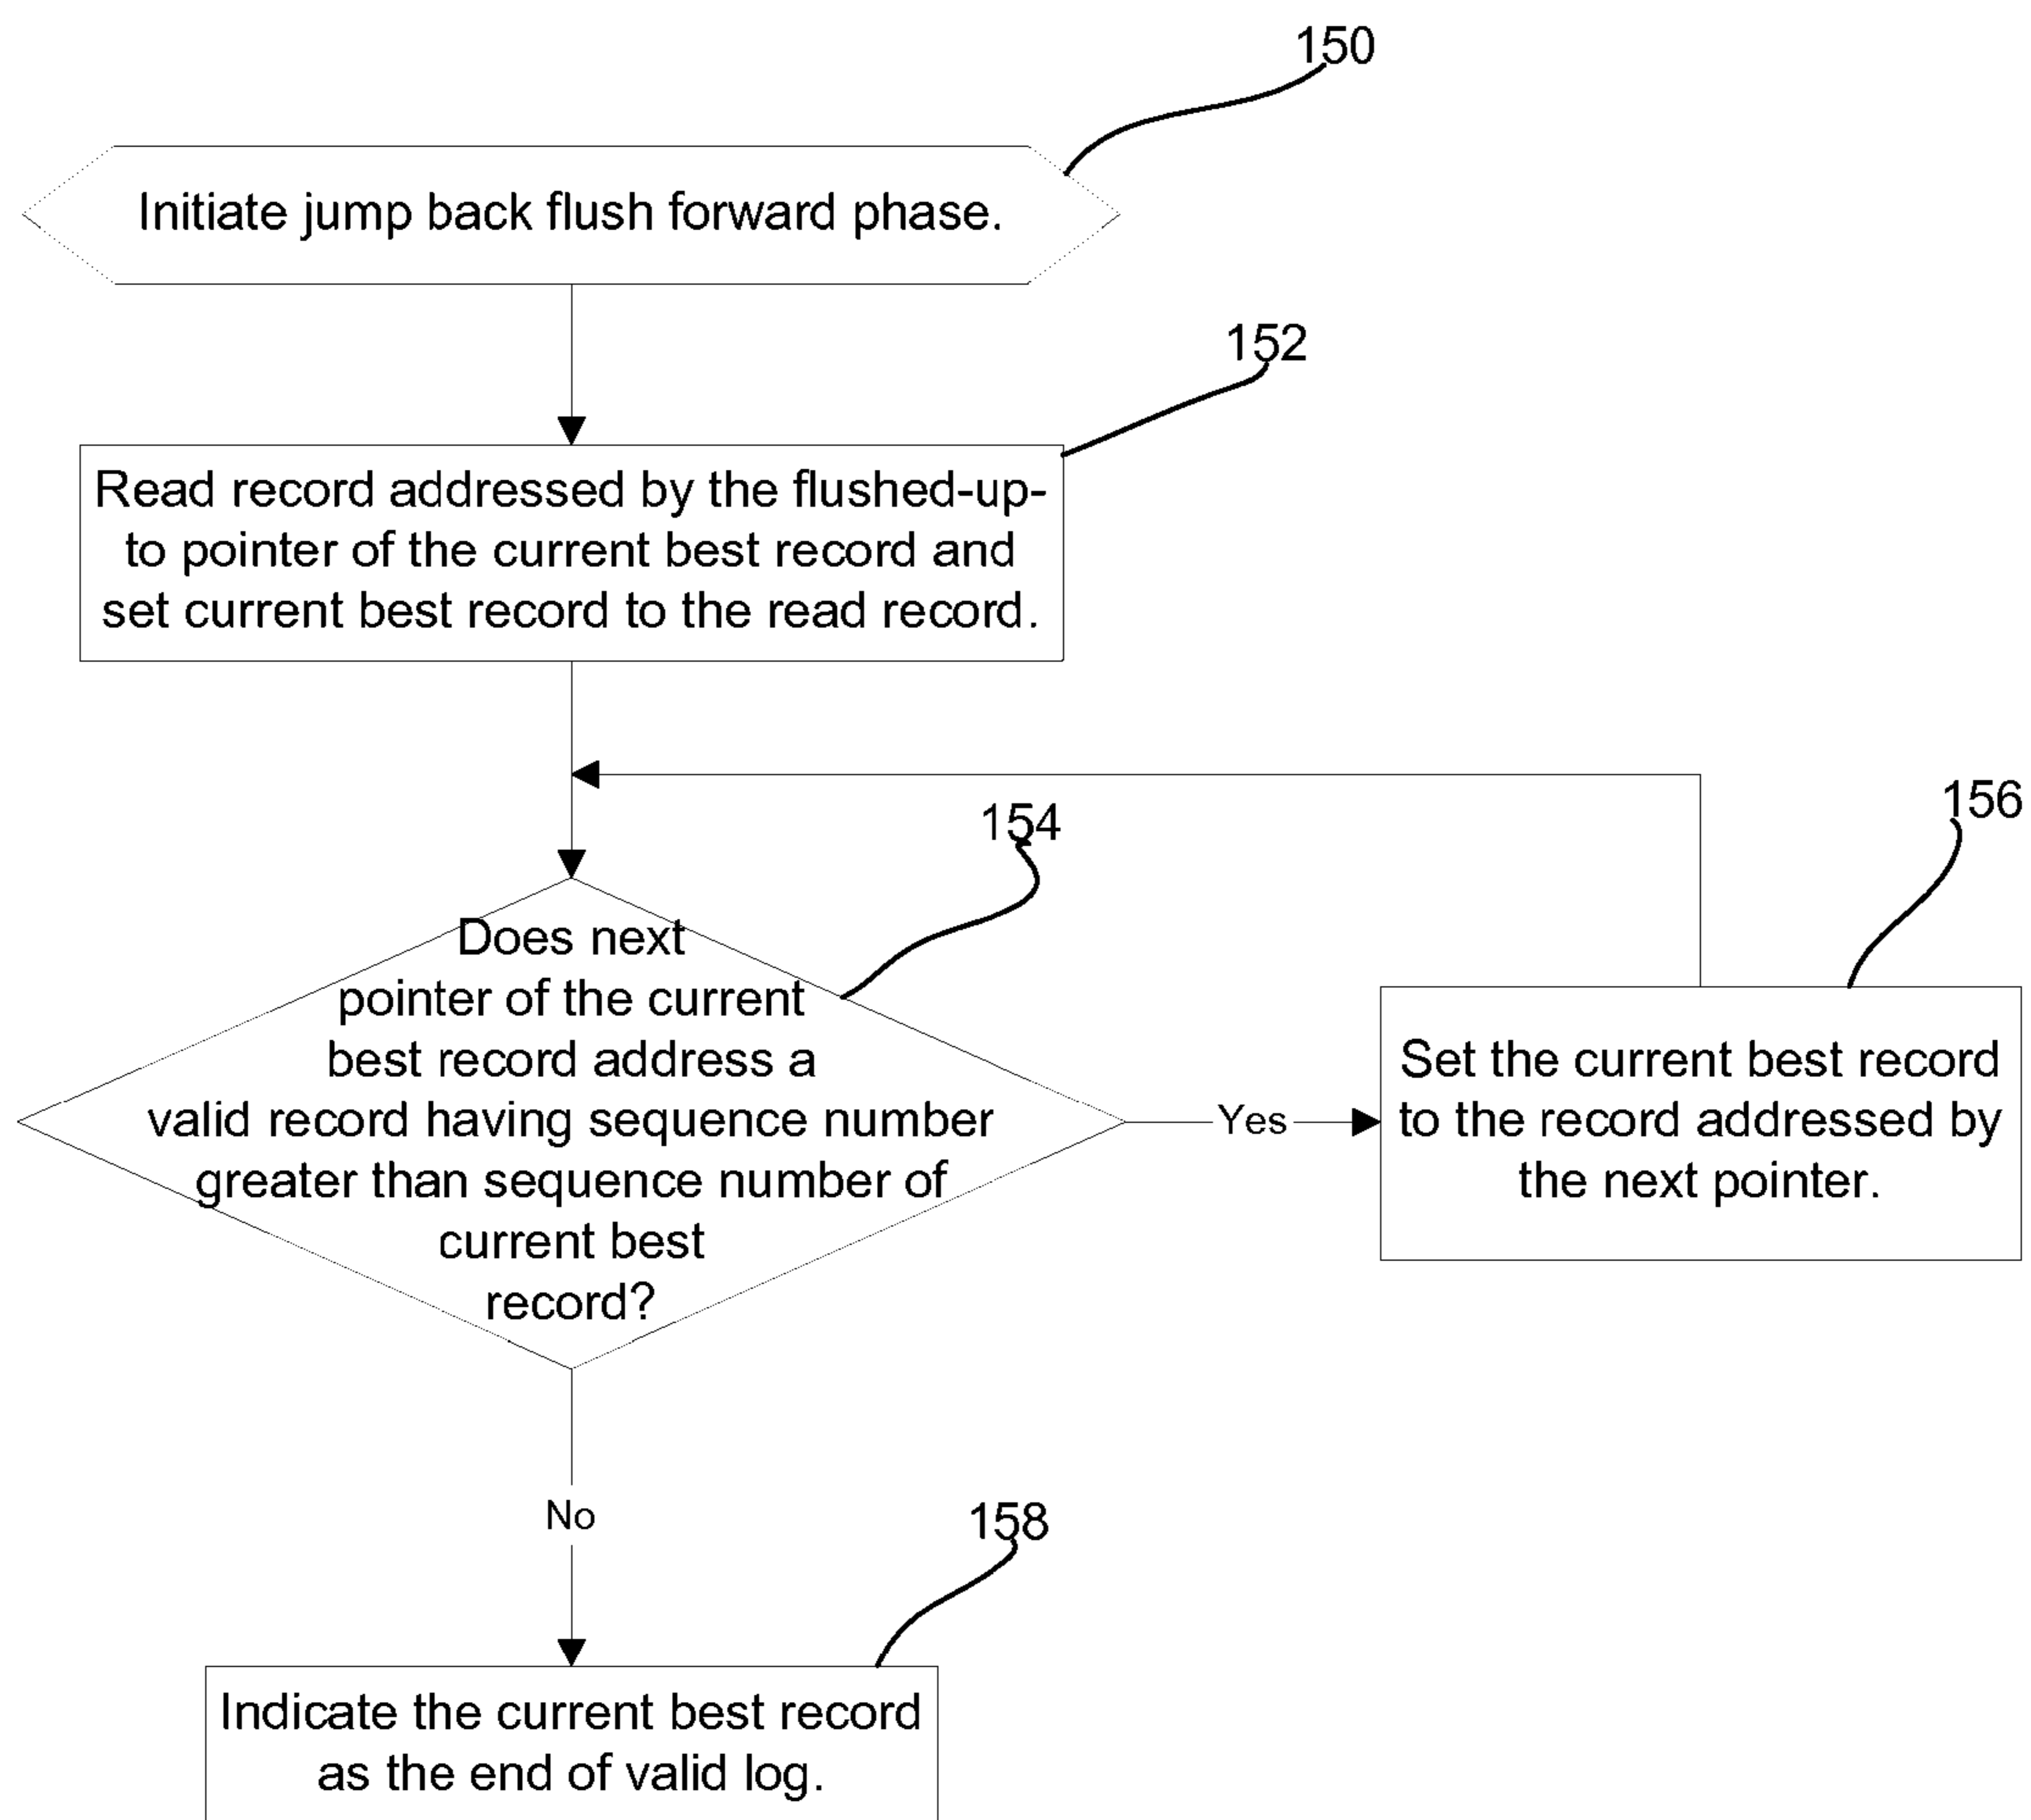 150
Initiate jump back flush forward phase.
152
Read record addressed by the flushed-up-
to pointer of the current best record and
set current best record to the read record.
154
156
Does next
pointer of the current
best record address a
valid record having sequence number
greater than sequence number of
current best
record?
Yes
Set the current best record
to the record addressed by
the next pointer.
No
158
Indicate the current best record
as the end of valid log.